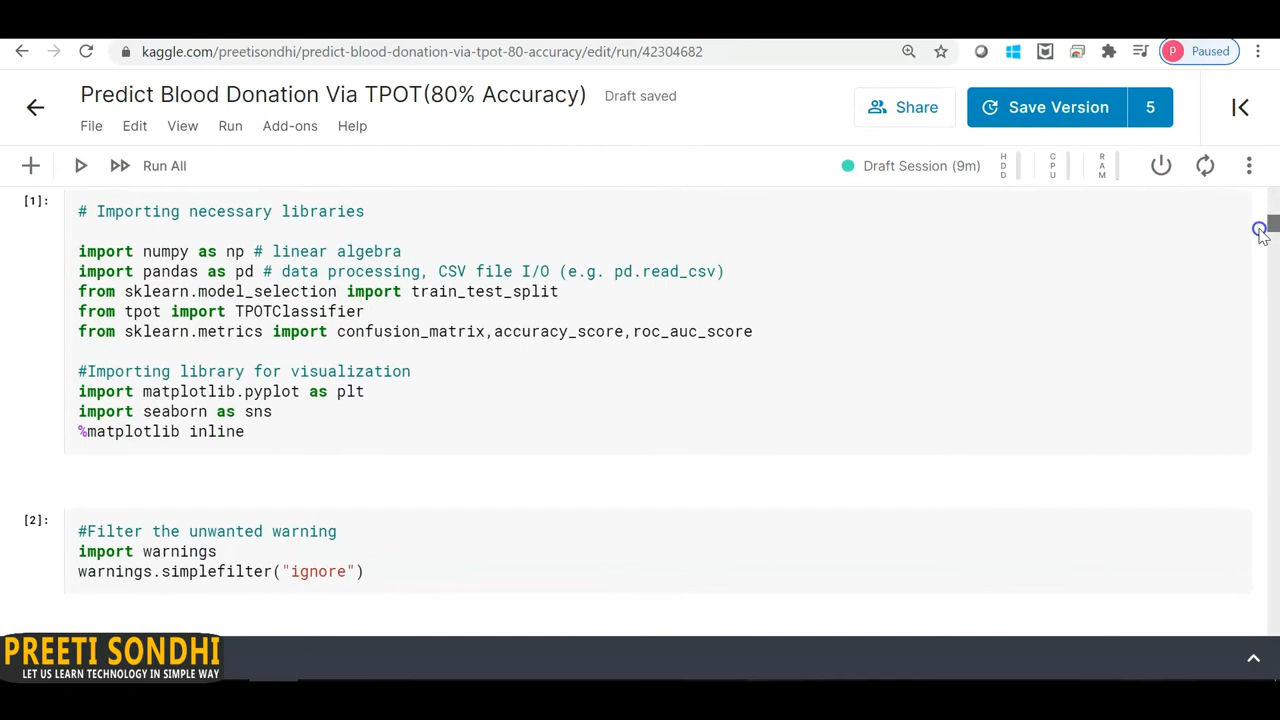 kaggle.com/preetisondhi/predict-blood-donation-via-tpot-80-accuracy/edit/run/42304682
P Paused
Predict Blood Donation Via TPOT(80% Accuracy) Draft saved
Share
Save Version 5
File Edit View Run Add-ons Help
Run All
Draft Session (9m)
HDD
CPU
RAM
[1]:
# Importing necessary libraries
import numpy as np # linear algebra
import pandas as pd # data processing, CSV file I/O (e.g. pd.read_csv)
from sklearn.model_selection import train_test_split
from tpot import TPOTClassifier
from sklearn.metrics import confusion_matrix,accuracy_score,roc_auc_score
#Importing library for visualization
import matplotlib.pyplot as plt
import seaborn as sns
%matplotlib inline
[2]:
#Filter the unwanted warning
import warnings
warnings.simplefilter("ignore")
PREETI SONDHI
LET US LEARN TECHNOLOGY IN SIMPLE WAY